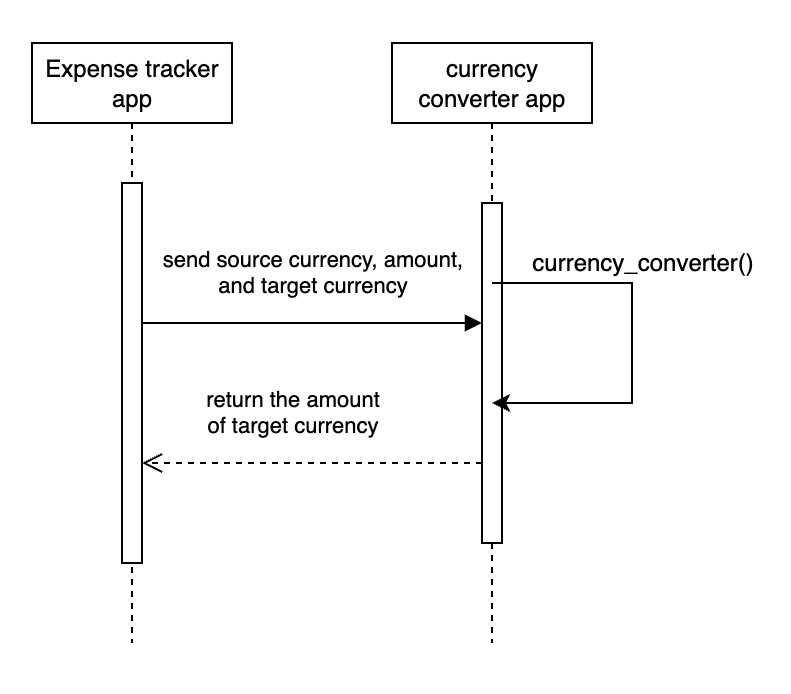 Expense tracker
app
currency
converter app
send source currency, amount,
and target currency
currency_converter()
return the amount
of target currency